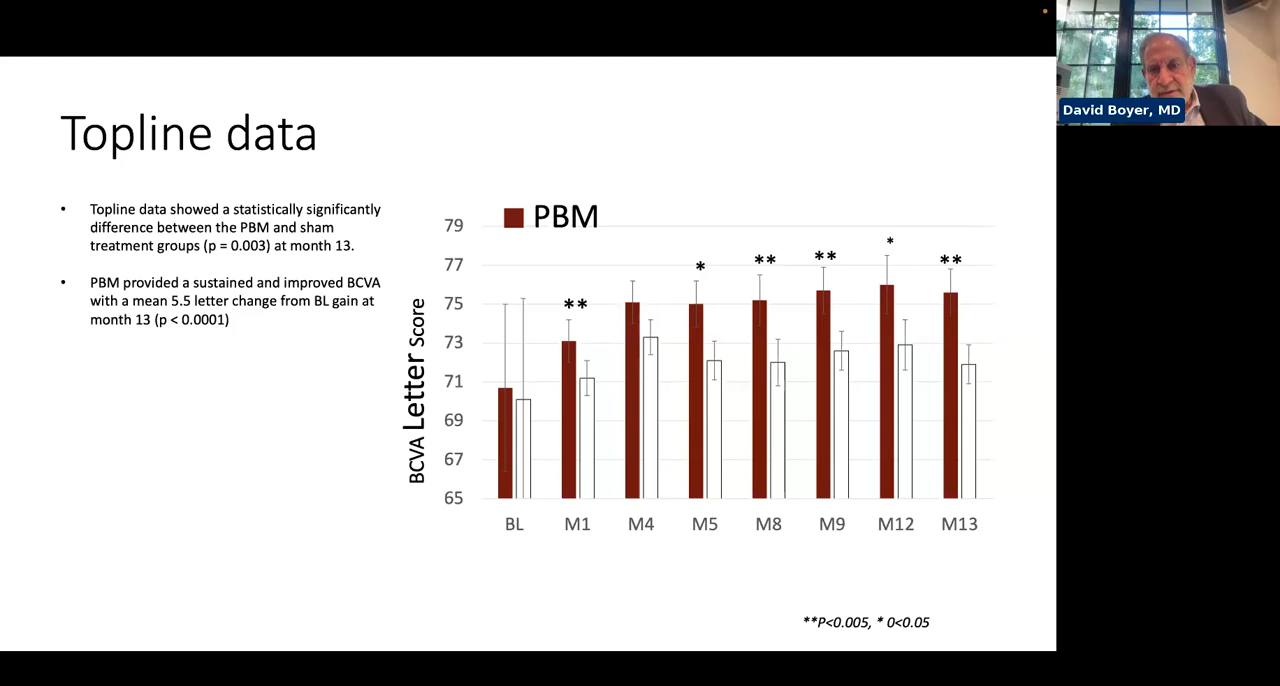 David Boyer, MD
Topline data
• Topline data showed a statistically significantly
difference between the PBM and sham
treatment groups (p = 0.003) at month 13.
• PBM provided a sustained and improved BCVA
with a mean 5.5 letter change from BL gain at
month 13 (p < 0.0001)
PBM
BCVA Letter Score
79
77
75
73
71
69
67
65
** * ** ** * **
BL M1 M4 M5 M8 M9 M12 M13
**P<0.005, * 0<0.05